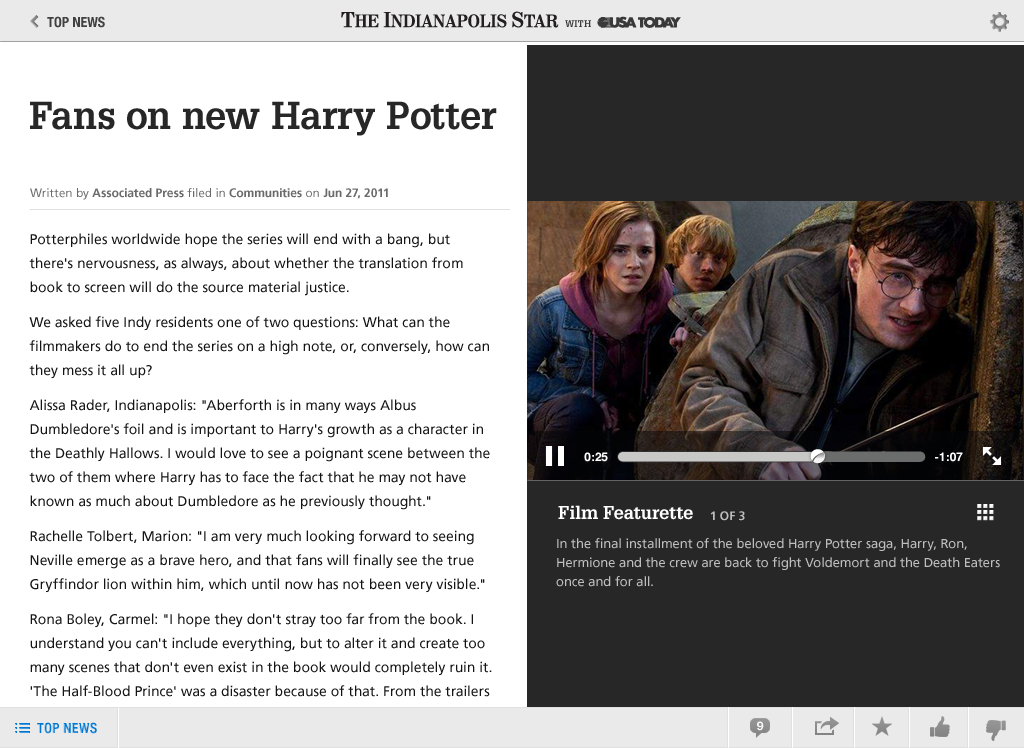 TOP NEWS
THE INDIANAPOLIS STAR WITH USA TODAY
Fans on new Harry Potter
Written by Associated Press filed in Communities on Jun 27, 2011
Potterphiles worldwide hope the series will end with a bang, but
there's nervousness, as always, about whether the translation from
book to screen will do the source material justice.
We asked five Indy residents one of two questions: What can the
filmmakers do to end the series on a high note, or, conversely, how can
they mess it all up?
Alissa Rader, Indianapolis: "Aberforth is in many ways Albus
Dumbledore's foil and is important to Harry's growth as a character in
the Deathly Hallows. I would love to see a poignant scene between the
two of them where Harry has to face the fact that he may not have
known as much about Dumbledore as he previously thought."
Rachelle Tolbert, Marion: "I am very much looking forward to seeing
Neville emerge as a brave hero, and that fans will finally see the true
Gryffindor lion within him, which until now has not been very visible."
Rona Boley, Carmel: "I hope they don't stray too far from the book. I
understand you can't include everything, but to alter it and create too
many scenes that don't even exist in the book would completely ruin it.
'The Half-Blood Prince' was a disaster because of that. From the trailers
0:25
-1:07
Film Featurette 1 OF 3
In the final installment of the beloved Harry Potter saga, Harry, Ron,
Hermione and the crew are back to fight Voldemort and the Death Eaters
once and for all.
TOP NEWS
9